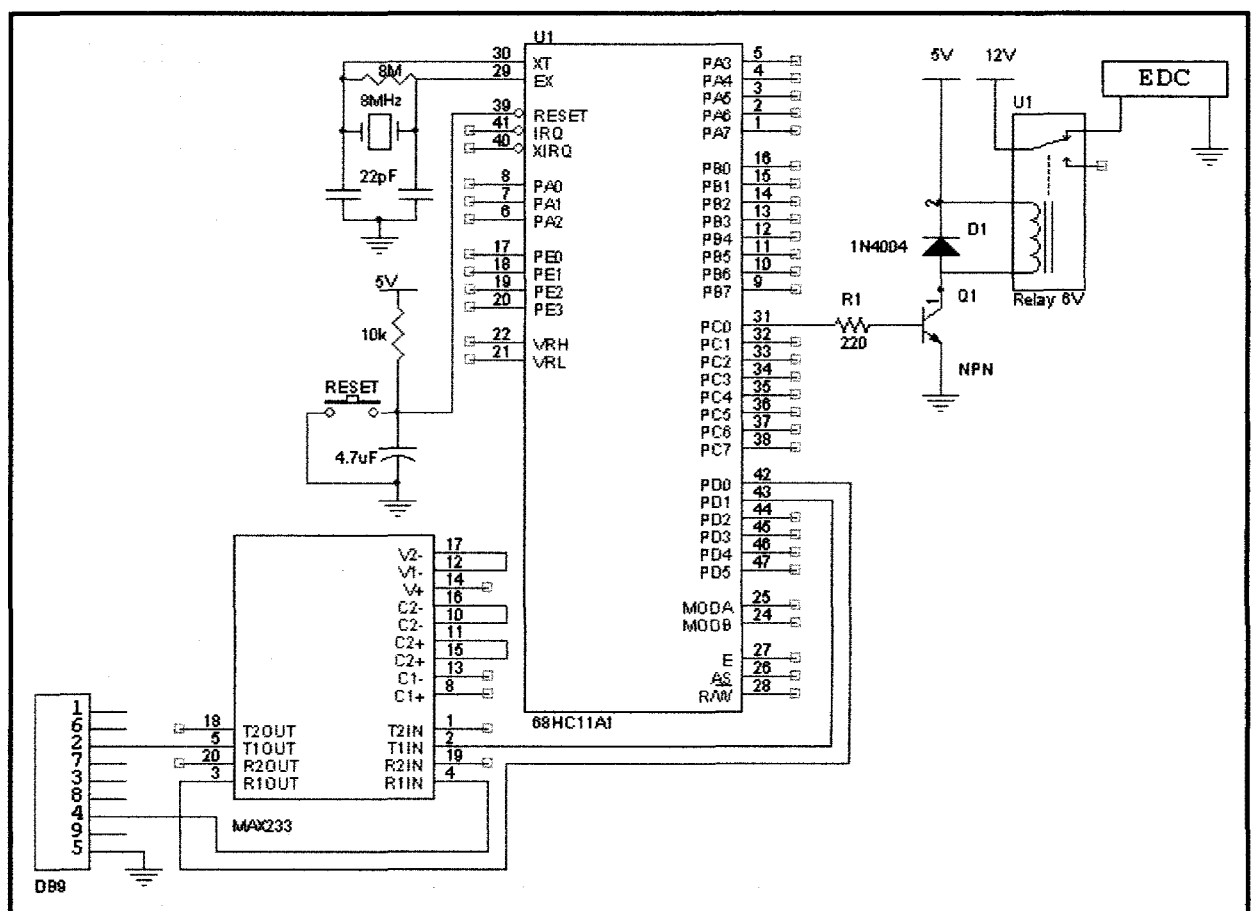 U1
30 XT
29 EX
8M
8MHz
22pF
39 RESET
41 IRQ
40 XIRQ
8 PA0
7 PA1
6 PA2
17 PE0
18 PE1
19 PE2
20 PE3
22 VRH
21 VRL
PA3 5
PA4 4
PA5 3
PA6 2
PA7 1
PB0 16
PB1 15
PB2 14
PB3 13
PB4 12
PB5 11
PB6 10
PB7 9
PC0 31
PC1 32
PC2 33
PC3 34
PC4 35
PC5 36
PC6 37
PC7 38
PD0 42
PD1 43
PD2 44
PD3 45
PD4 46
PD5 47
MODA 25
MODB 24
E 27
AS 26
R/W 28
68HC11A1
5V
10k
RESET
4.7uF
5V
12V
EDC
U1
2
D1
1N4004
1
Q1
Relay 6V
R1
220
NPN
V2- 17
V1- 12
V+ 14
C2- 16
C2- 10
C2+ 11
C2+ 15
C1- 13
C1+ 8
18 T2OUT
5 T1OUT
20 R2OUT
3 R1OUT
T2IN 1
T1IN 2
R2IN 19
R1IN 4
MAX233
1
6
2
7
3
8
4
9
5
DB9